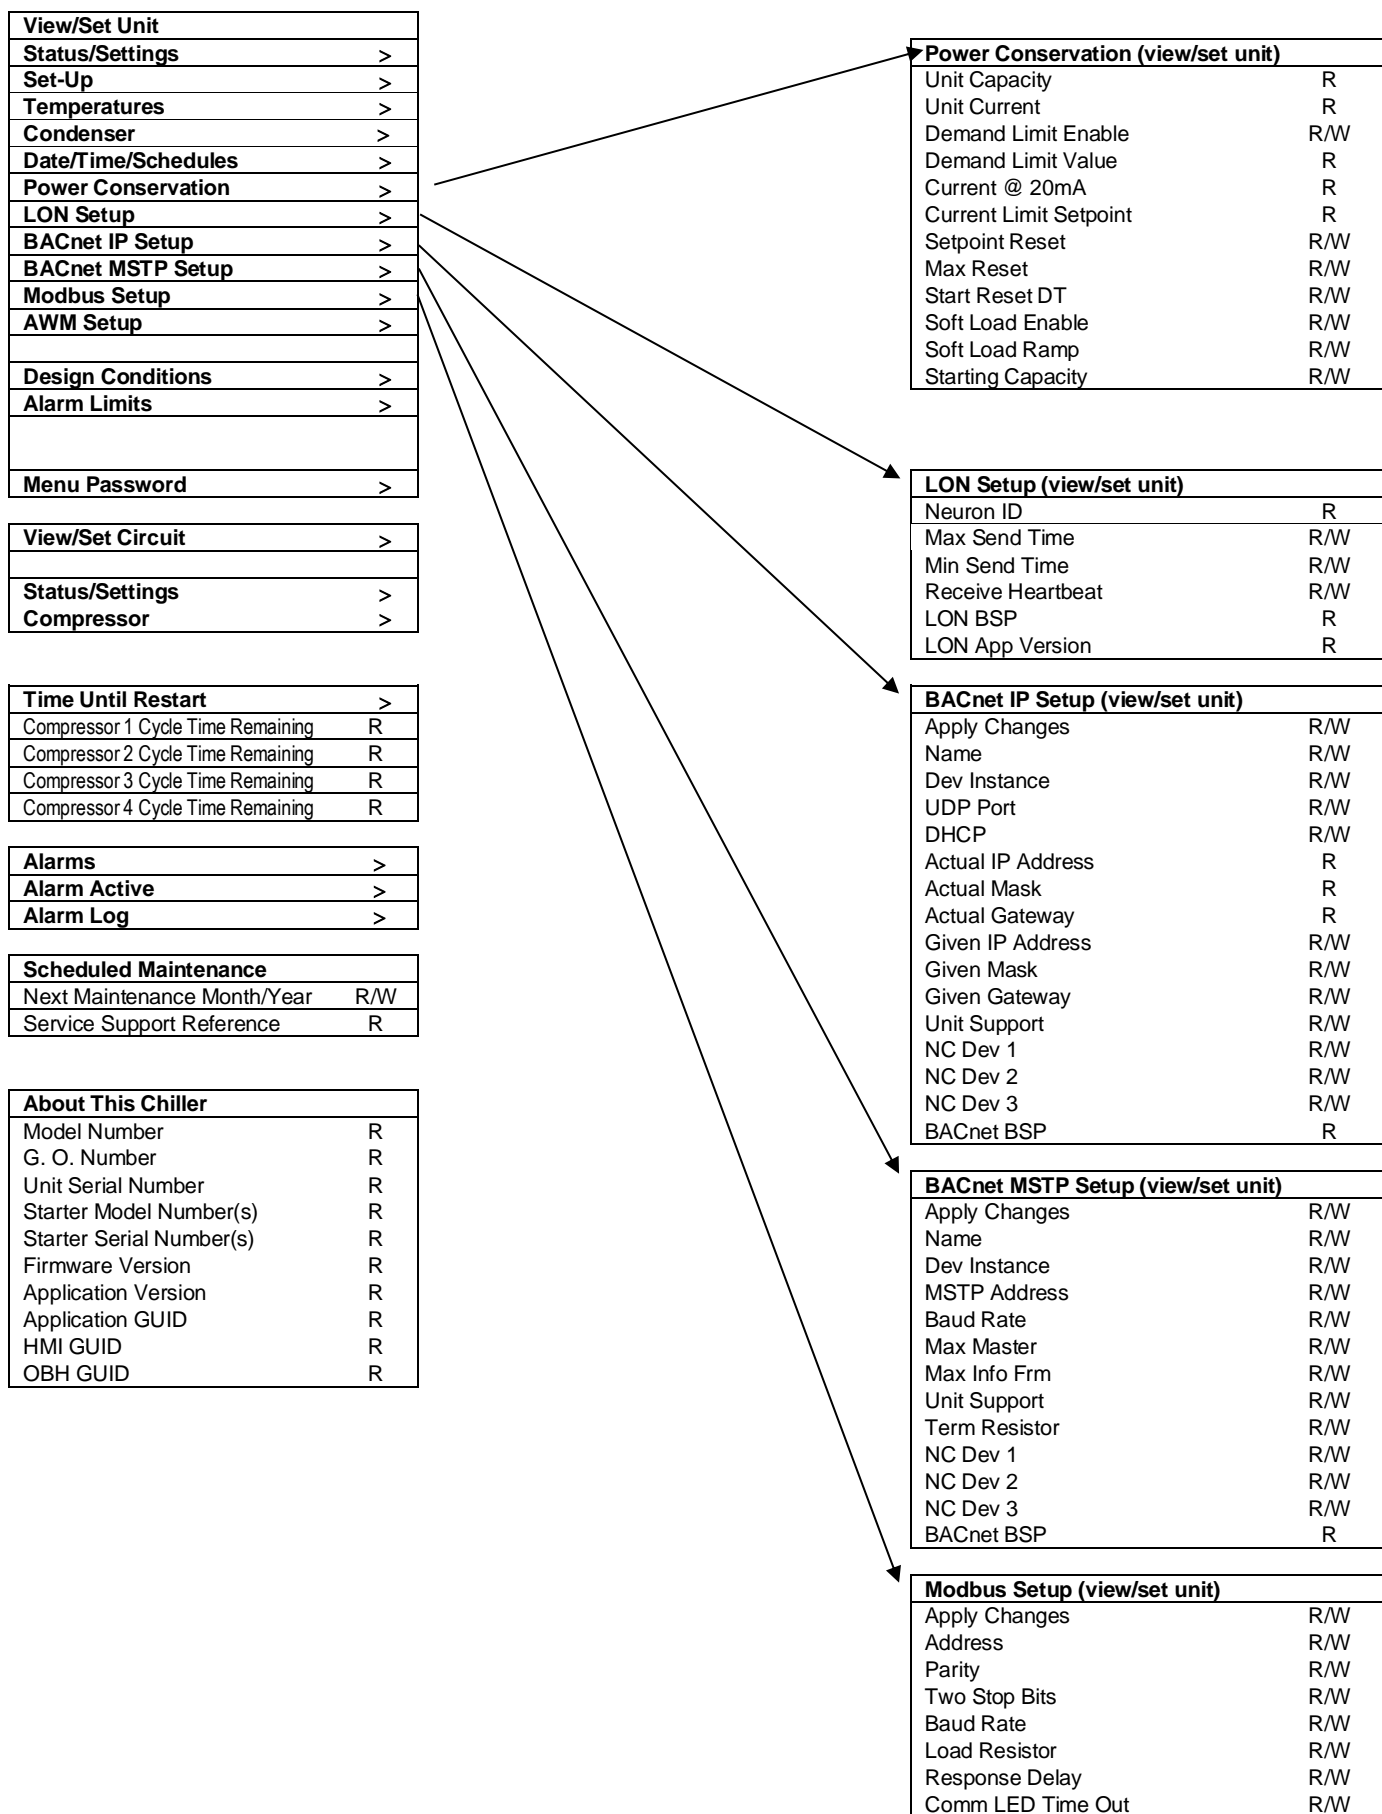 View/Set Unit
Status/Settings >
Set-Up >
Temperatures >
Condenser >
Date/Time/Schedules >
Power Conservation >
LON Setup >
BACnet IP Setup >
BACnet MSTP Setup >
Modbus Setup >
AWM Setup >
Design Conditions >
Alarm Limits >
Menu Password >
View/Set Circuit >
Status/Settings >
Compressor >
Time Until Restart >
Compressor 1 Cycle Time Remaining R
Compressor 2 Cycle Time Remaining R
Compressor 3 Cycle Time Remaining R
Compressor 4 Cycle Time Remaining R
Alarms >
Alarm Active >
Alarm Log >
Scheduled Maintenance
Next Maintenance Month/Year R/W
Service Support Reference R
About This Chiller
Model Number R
G. O. Number R
Unit Serial Number R
Starter Model Number(s) R
Starter Serial Number(s) R
Firmware Version R
Application Version R
Application GUID R
HMI GUID R
OBH GUID R
Power Conservation (view/set unit)
Unit Capacity R
Unit Current R
Demand Limit Enable R/W
Demand Limit Value R
Current @ 20mA R
Current Limit Setpoint R
Setpoint Reset R/W
Max Reset R/W
Start Reset DT R/W
Soft Load Enable R/W
Soft Load Ramp R/W
Starting Capacity R/W
LON Setup (view/set unit)
Neuron ID R
Max Send Time R/W
Min Send Time R/W
Receive Heartbeat R/W
LON BSP R
LON App Version R
BACnet IP Setup (view/set unit)
Apply Changes R/W
Name R/W
Dev Instance R/W
UDP Port R/W
DHCP R/W
Actual IP Address R
Actual Mask R
Actual Gateway R
Given IP Address R/W
Given Mask R/W
Given Gateway R/W
Unit Support R/W
NC Dev 1 R/W
NC Dev 2 R/W
NC Dev 3 R/W
BACnet BSP R
BACnet MSTP Setup (view/set unit)
Apply Changes R/W
Name R/W
Dev Instance R/W
MSTP Address R/W
Baud Rate R/W
Max Master R/W
Max Info Frm R/W
Unit Support R/W
Term Resistor R/W
NC Dev 1 R/W
NC Dev 2 R/W
NC Dev 3 R/W
BACnet BSP R
Modbus Setup (view/set unit)
Apply Changes R/W
Address R/W
Parity R/W
Two Stop Bits R/W
Baud Rate R/W
Load Resistor R/W
Response Delay R/W
Comm LED Time Out R/W